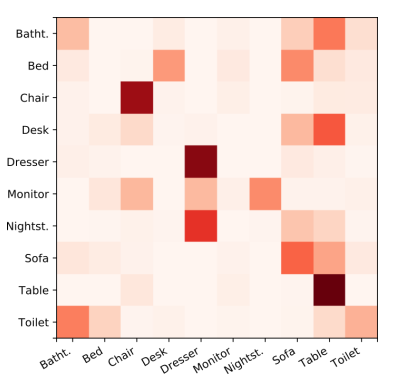 Batht.
Bed
Chair
Desk
Dresser
Monitor
Nightst.
Sofa
Table
Toilet
Batht. Bed Chair Desk Dresser Monitor Nightst. Sofa Table Toilet